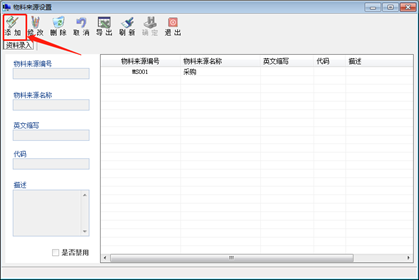 物料来源设置
添加 修改 删除 取消 导出 刷新 确定 退出
资料录入
物料来源编号
物料来源名称
英文缩写
代码
描述
是否禁用
物料来源编号 物料来源名称 英文缩写 代码 描述
MS001 采购